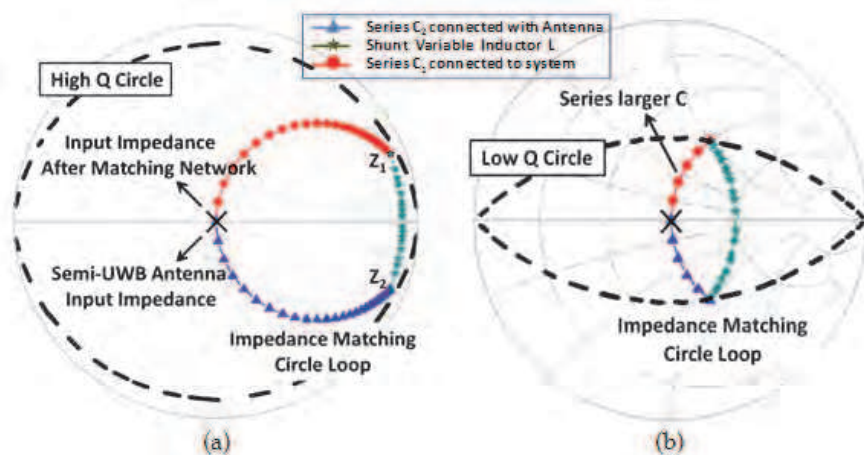 Series C₂ connected with Antenna
Shunt Variable Inductor L
Series C₁ connected to system
High Q Circle
Input Impedance
After Matching Network
Z₁
Semi-UWB Antenna
Input Impedance
Z₂
Impedance Matching
Circle Loop
(a)
Series larger C
Low Q Circle
Impedance Matching
Circle Loop
(b)